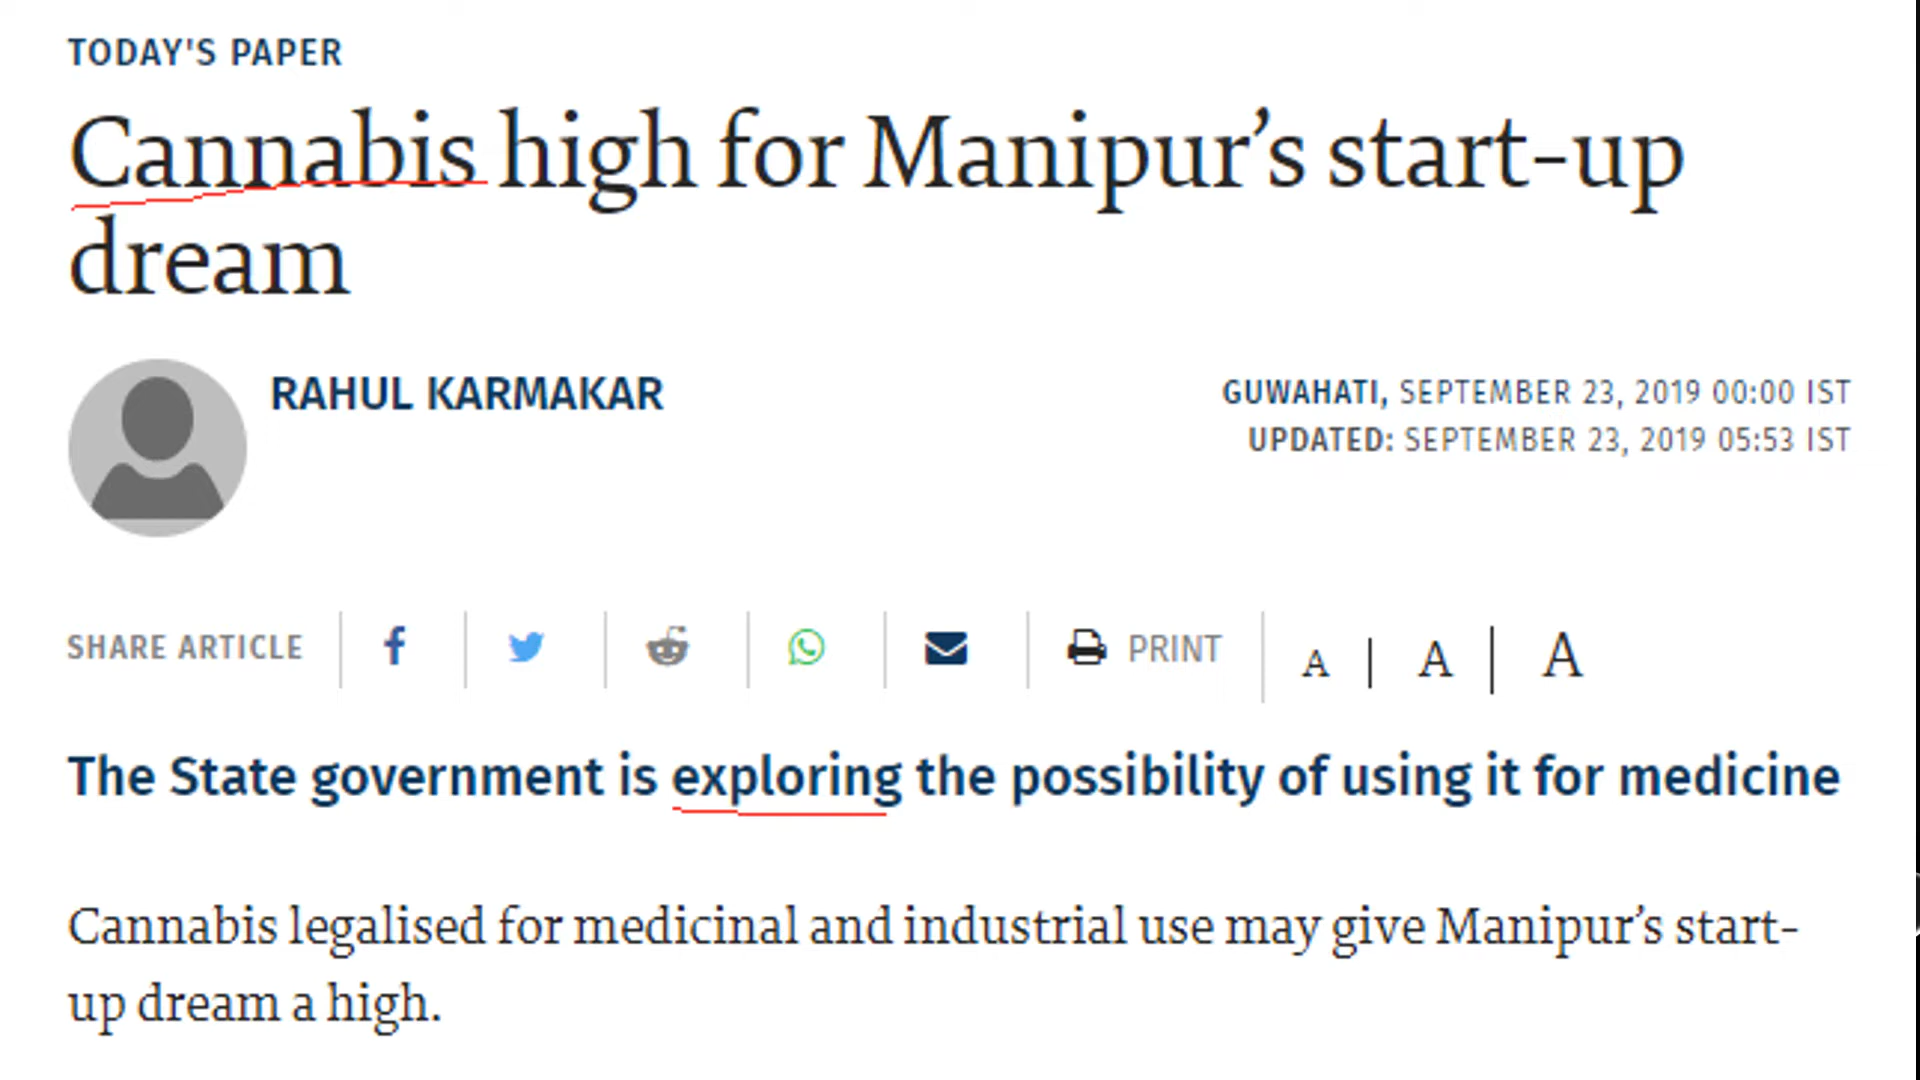 TODAY'S PAPER
Cannabis high for Manipur’s start-up
dream
RAHUL KARMAKAR
GUWAHATI, SEPTEMBER 23, 2019 00:00 IST
UPDATED: SEPTEMBER 23, 2019 05:53 IST
SHARE ARTICLE PRINT A A A
The State government is exploring the possibility of using it for medicine
Cannabis legalised for medicinal and industrial use may give Manipur’s start-
up dream a high.